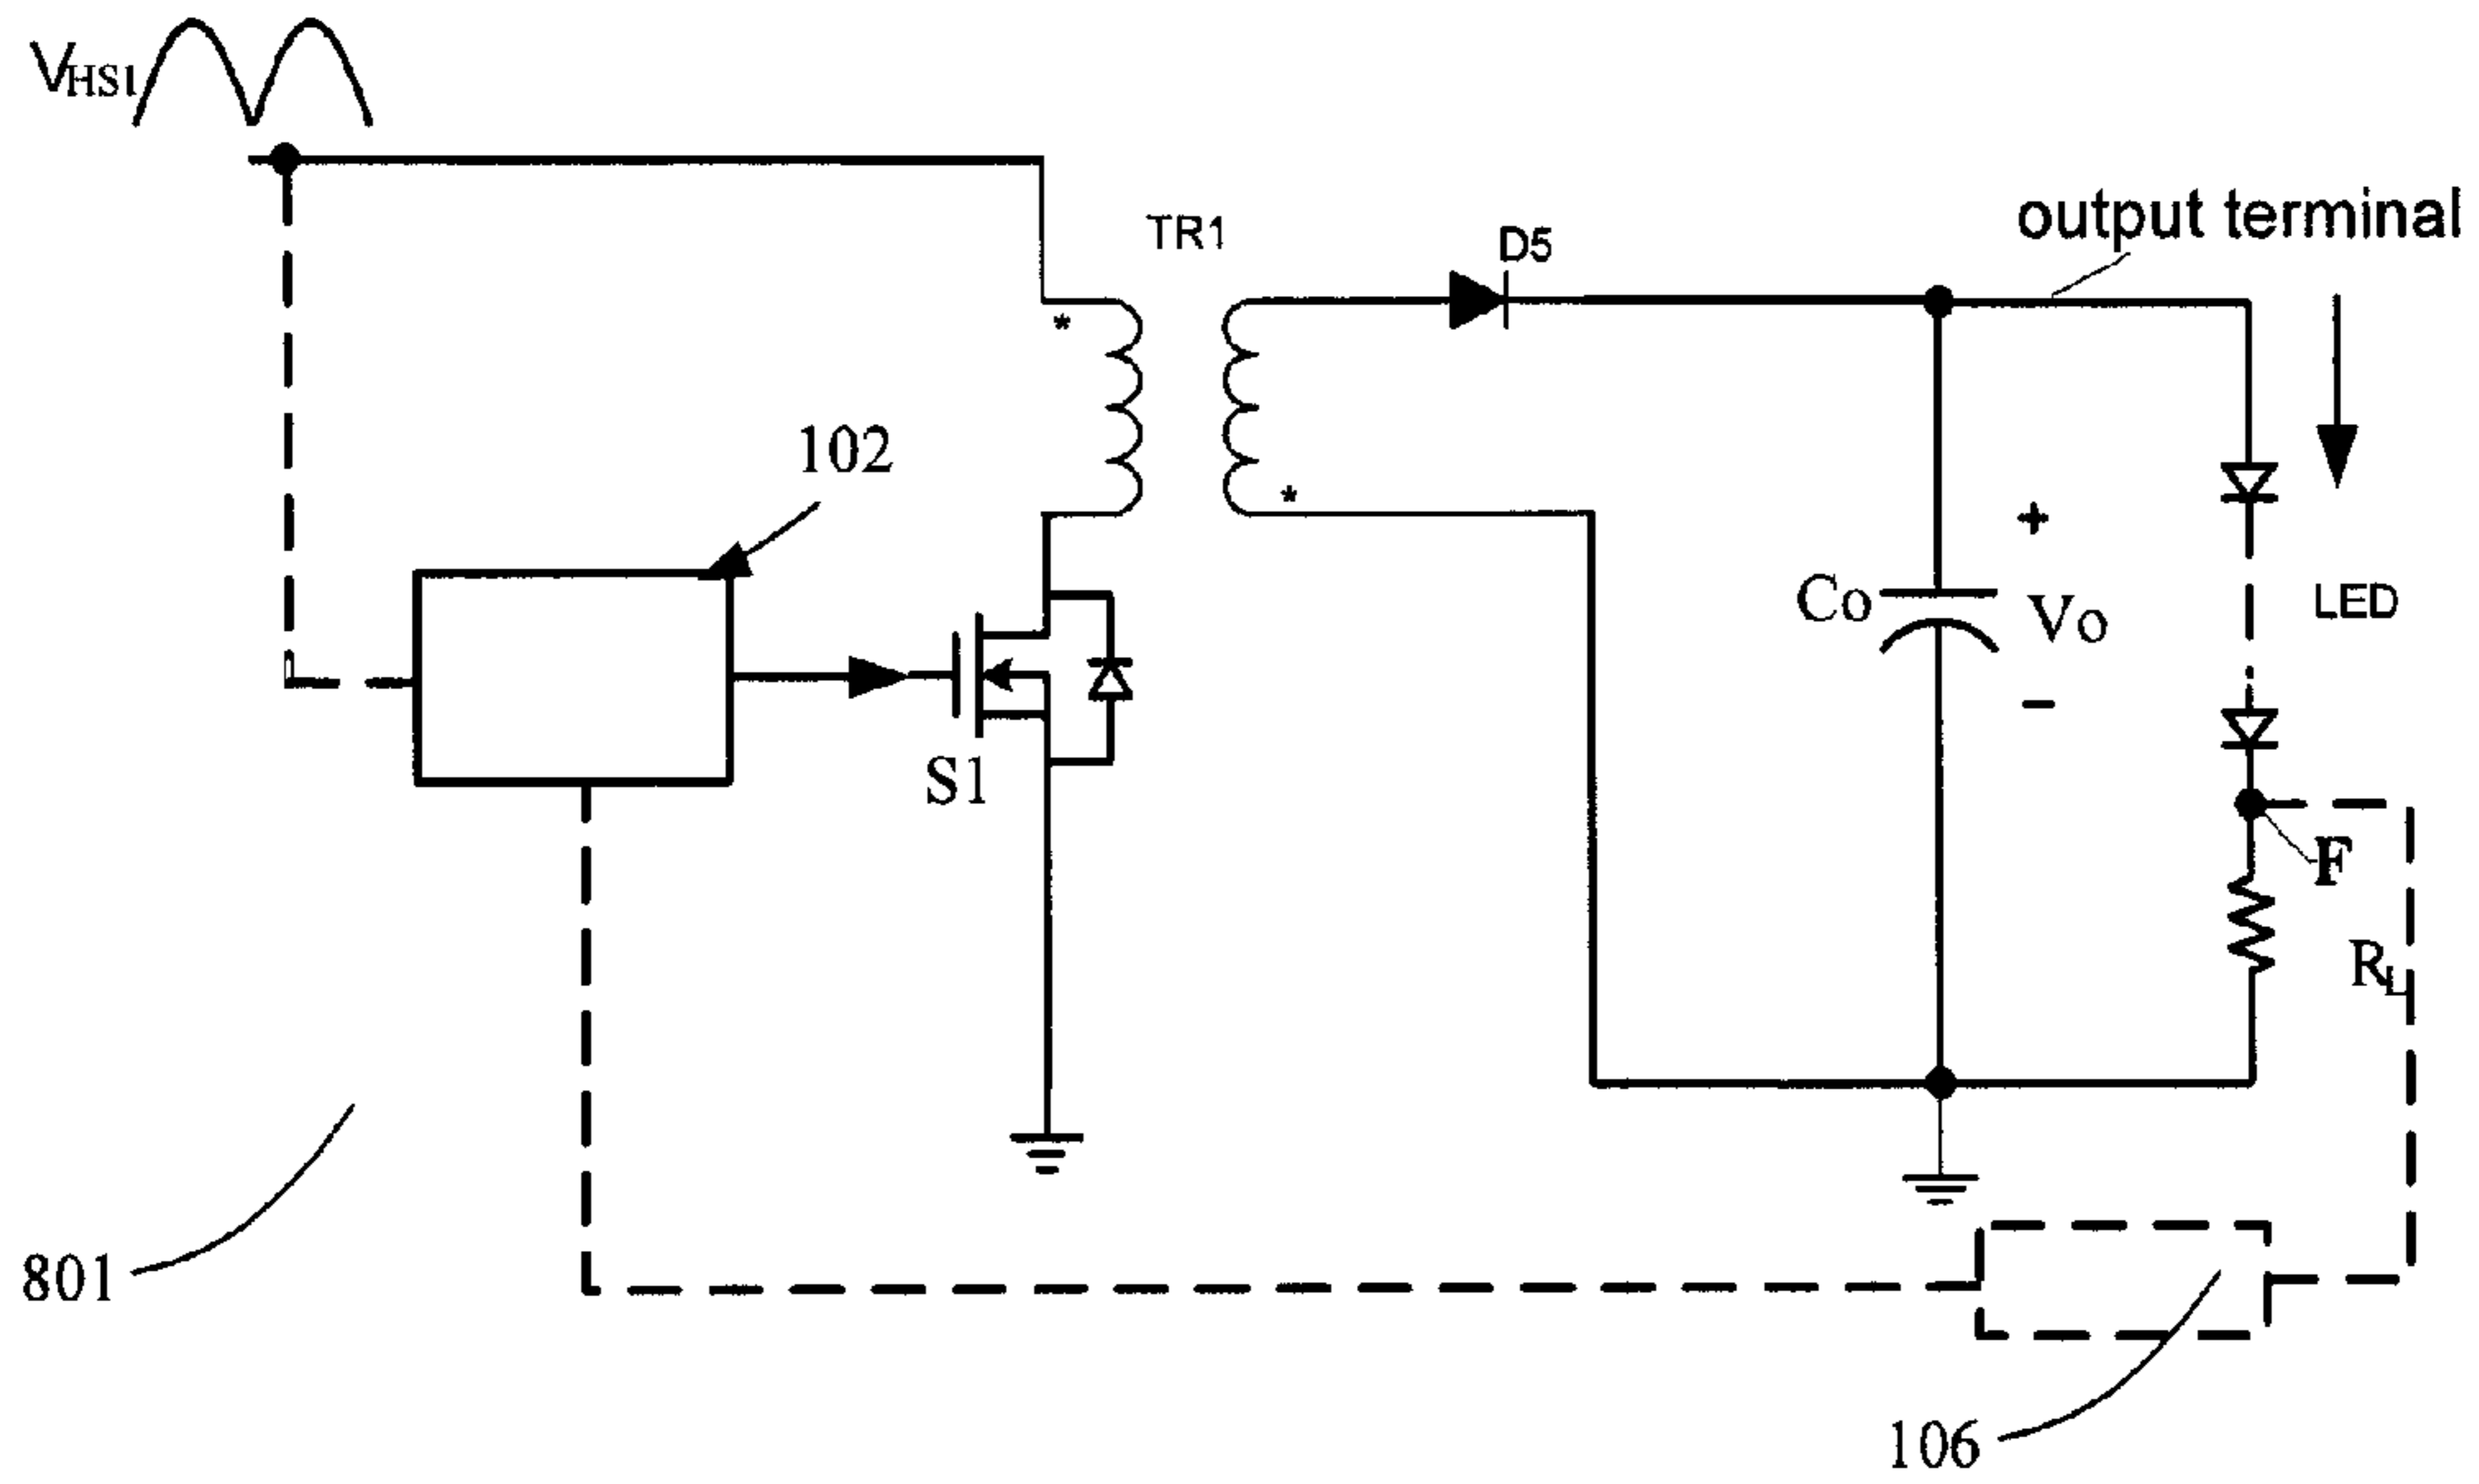 VHS1
TR1
D5
output terminal
*
*
102
+
Co
Vo
-
LED
S1
F
RL
801
106